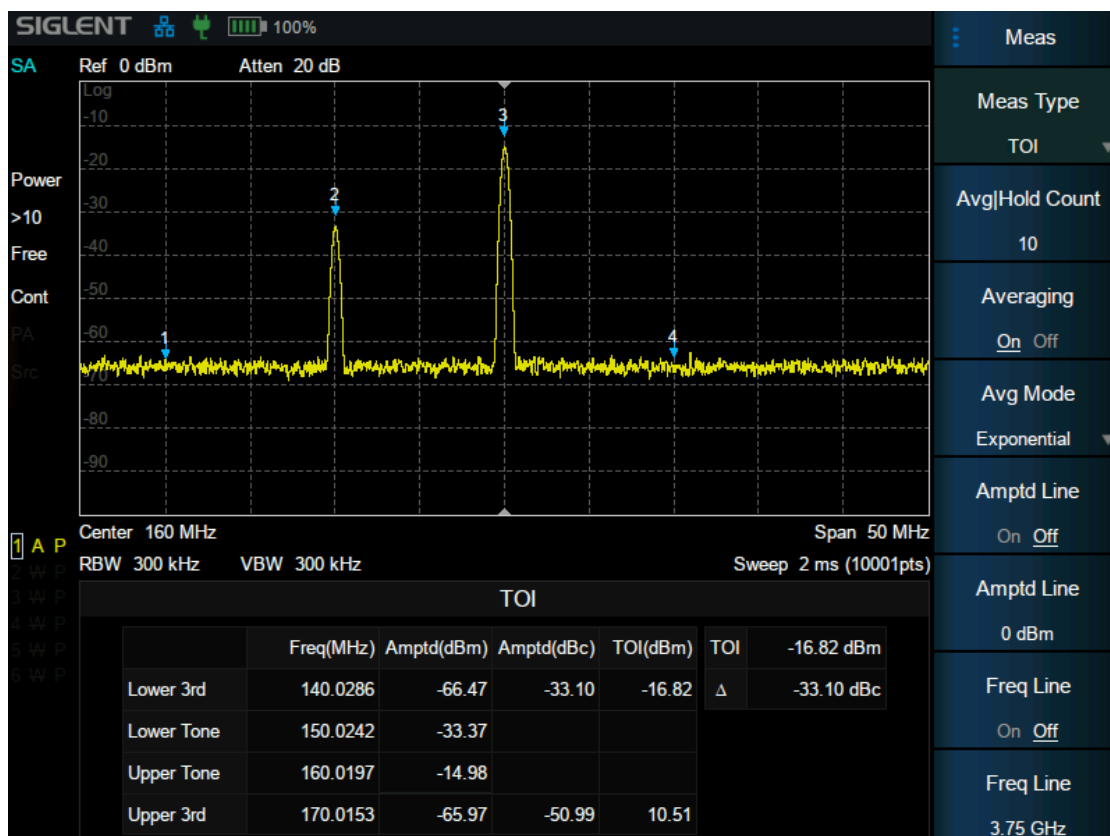 SIGLENT 100%
Meas
SA Ref 0 dBm Atten 20 dB
Log
-10
-20
-30
-40
-50
-60
-70
-80
-90
1
2
3
4
Power
>10
Free
Cont
PA
Src
Center 160 MHz Span 50 MHz
RBW 300 kHz VBW 300 kHz Sweep 2 ms (10001pts)
1 A P
2 W P
3 W P
4 W P
5 W P
6 W P
TOI
Freq(MHz) Amptd(dBm) Amptd(dBc) TOI(dBm) TOI -16.82 dBm
Lower 3rd 140.0286 -66.47 -33.10 -16.82 Δ -33.10 dBc
Lower Tone 150.0242 -33.37
Upper Tone 160.0197 -14.98
Upper 3rd 170.0153 -65.97 -50.99 10.51
Meas Type
TOI
Avg|Hold Count
10
Averaging
On Off
Avg Mode
Exponential
Amptd Line
On Off
Amptd Line
0 dBm
Freq Line
On Off
Freq Line
3.75 GHz